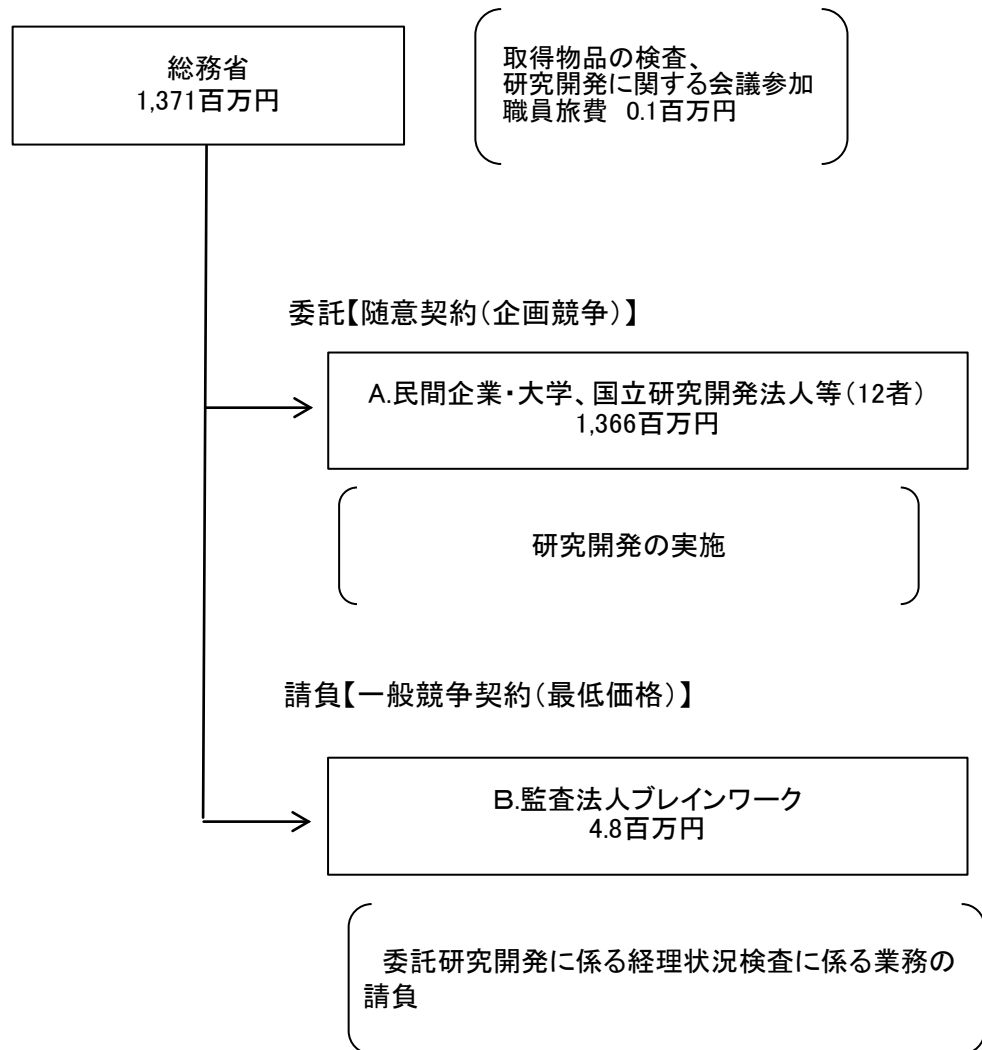 総務省
1,371百万円
取得物品の検査、
研究開発に関する会議参加
職員旅費 0.1百万円
委託【随意契約(企画競争)】
A.民間企業・大学、国立研究開発法人等(12者)
1,366百万円
研究開発の実施
請負【一般競争契約(最低価格)】
B.監査法人ブレインワーク
4.8百万円
委託研究開発に係る経理状況検査に係る業務の
請負